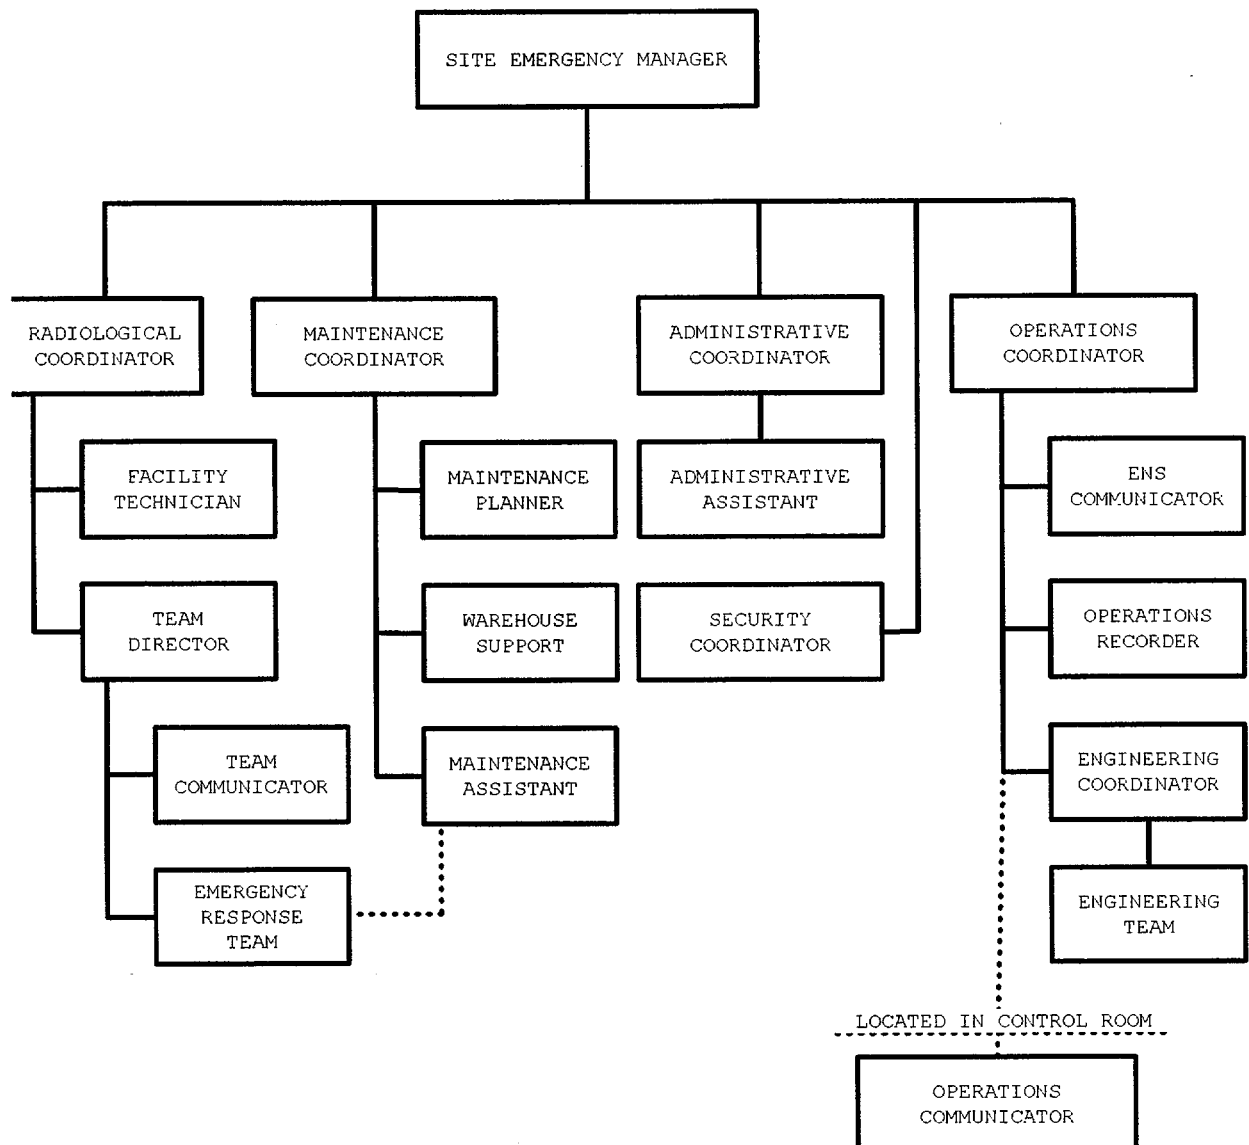 SITE EMERGENCY MANAGER
RADIOLOGICAL
COORDINATOR
MAINTENANCE
COORDINATOR
ADMINISTRATIVE
COORDINATOR
OPERATIONS
COORDINATOR
FACILITY
TECHNICIAN
MAINTENANCE
PLANNER
ADMINISTRATIVE
ASSISTANT
ENS
COMMUNICATOR
TEAM
DIRECTOR
WAREHOUSE
SUPPORT
SECURITY
COORDINATOR
OPERATIONS
RECORDER
TEAM
COMMUNICATOR
MAINTENANCE
ASSISTANT
ENGINEERING
COORDINATOR
EMERGENCY
RESPONSE
TEAM
ENGINEERING
TEAM
LOCATED IN CONTROL ROOM
OPERATIONS
COMMUNICATOR